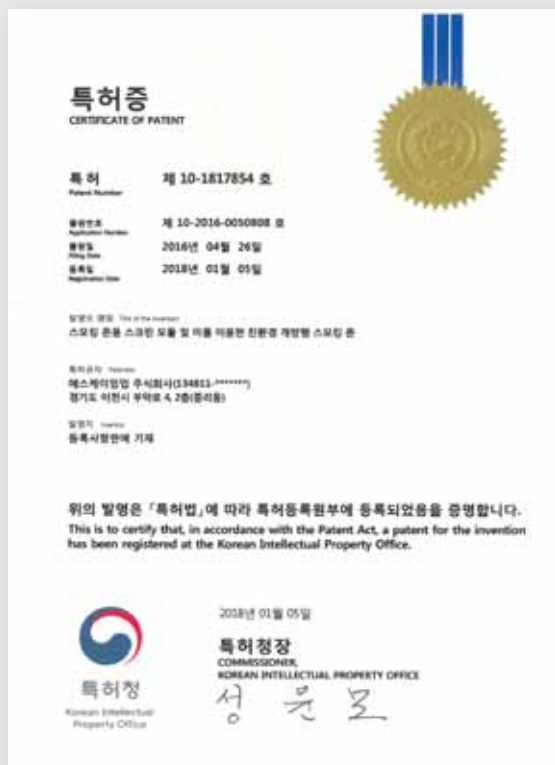 특허증
CERTIFICATE OF PATENT
특 허 제 10-1817854 호
Patent Number
출원번호 제 10-2016-0050808 호
Application Number
출원일 2016년 04월 26일
Filing Date
등록일 2018년 01월 05일
Registration Date
발명의 명칭 Title of the Invention
스모킹 존용 스크린 모듈 및 이를 이용한 친환경 개방형 스모킹 존
특허권자 Patentee
에스케이임업 주식회사(134811-*******)
경기도 이천시 부악로 4, 2층(중리동)
발명자 Inventor
등록사항란에 기재
위의 발명은 「특허법」에 따라 특허등록원부에 등록되었음을 증명합니다.
This is to certify that, in accordance with the Patent Act, a patent for the invention
has been registered at the Korean Intellectual Property Office.
2018년 01월 05일
특허청장
COMMISSIONER,
KOREAN INTELLECTUAL PROPERTY OFFICE
성 윤 모
특허청
Korean Intellectual
Property Office